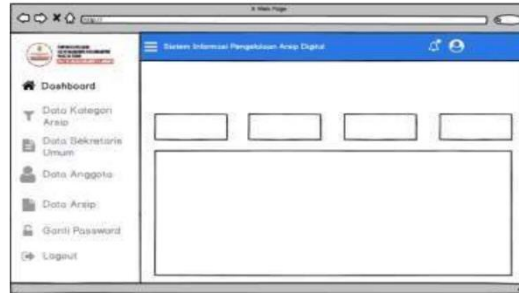 A Web Page
http://
Sistem Informasi Pengelolaan Arsip Digital
Dashboard
Data Kategori
Arsip
Data Sekretaris
Umum
Data Anggota
Data Arsip
Ganti Password
Logout